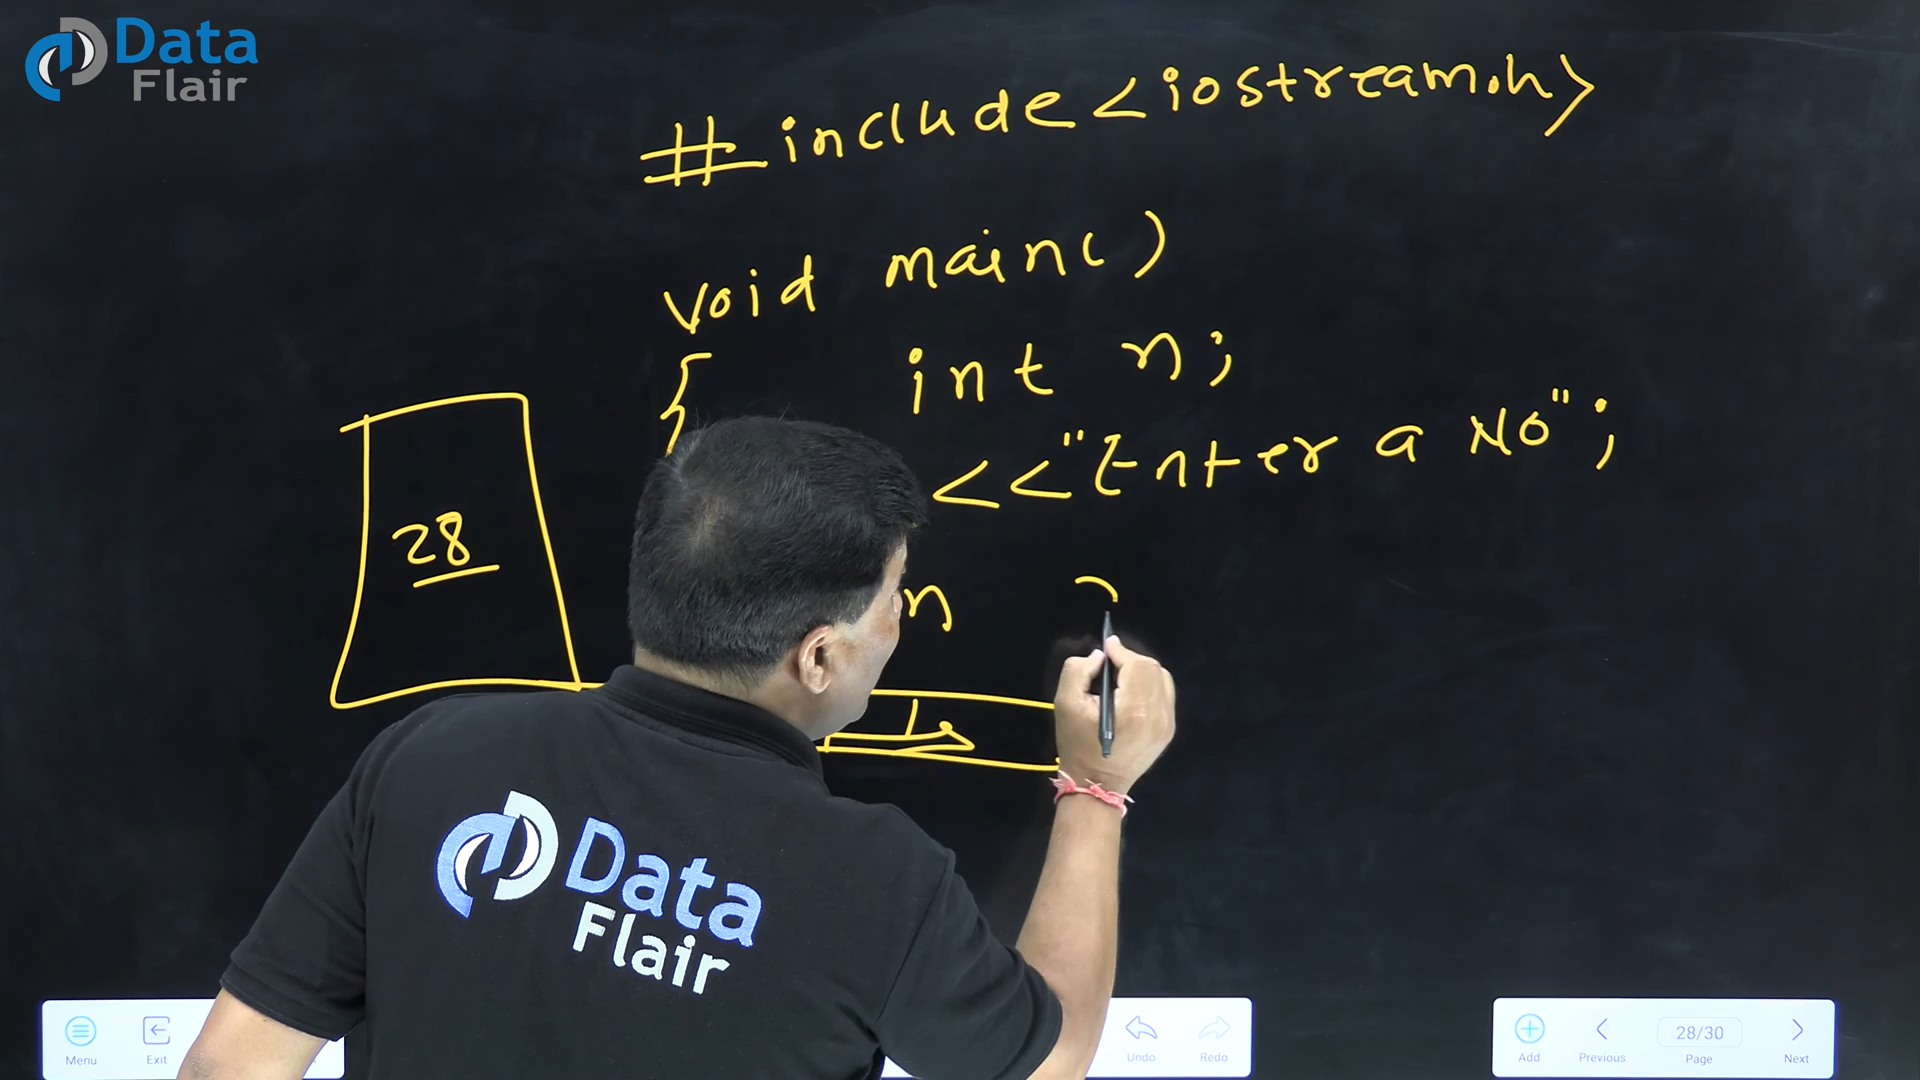 Data
Flair
#include<iostream.h>
void main()
{
int n;
<<"Enter a NO";
28
n
Data
Flair
Menu
Exit
Undo
Redo
Add
Previous
28/30
Page
Next